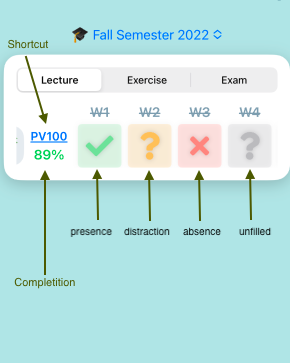 Fall Semester 2022
Shortcut
Lecture Exercise Exam
W1 W2 W3 W4
PV100
89%
? ?
presence distraction absence unfilled
Completition